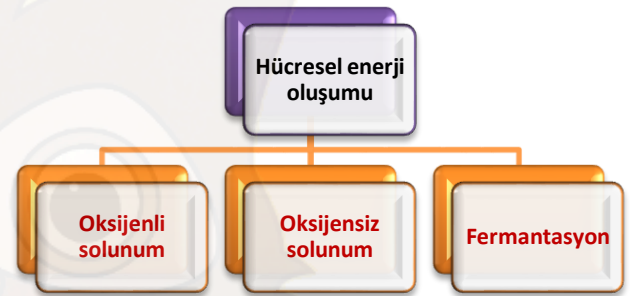 Hücresel enerji
oluşumu
Oksijenli
solunum
Oksijensiz
solunum
Fermantasyon